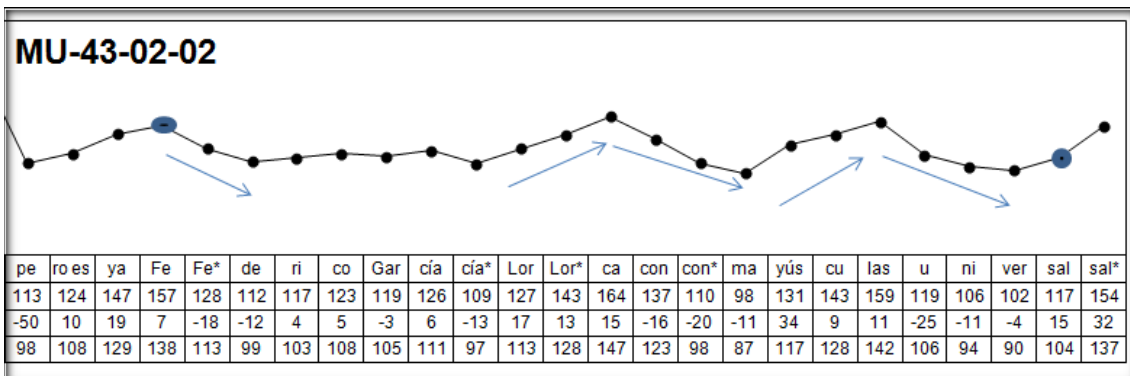 MU-43-02-02
pe ro es ya Fe Fe* de ri co Gar cía cía* Lor Lor* ca con con* ma yús cu las u ni ver sal sal*
113 124 147 157 128 112 117 123 119 126 109 127 143 164 137 110 98 131 143 159 119 106 102 117 154
-50 10 19 7 -18 -12 4 5 -3 6 -13 17 13 15 -16 -20 -11 34 9 11 -25 -11 -4 15 32
98 108 129 138 113 99 103 108 105 111 97 113 128 147 123 98 87 117 128 142 106 94 90 104 137